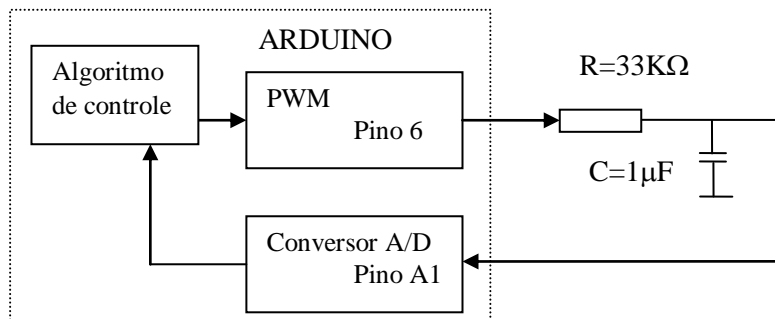 ARDUINO
Algoritmo
de controle
PWM
Pino 6
R=33KΩ
C=1μF
Conversor A/D
Pino A1